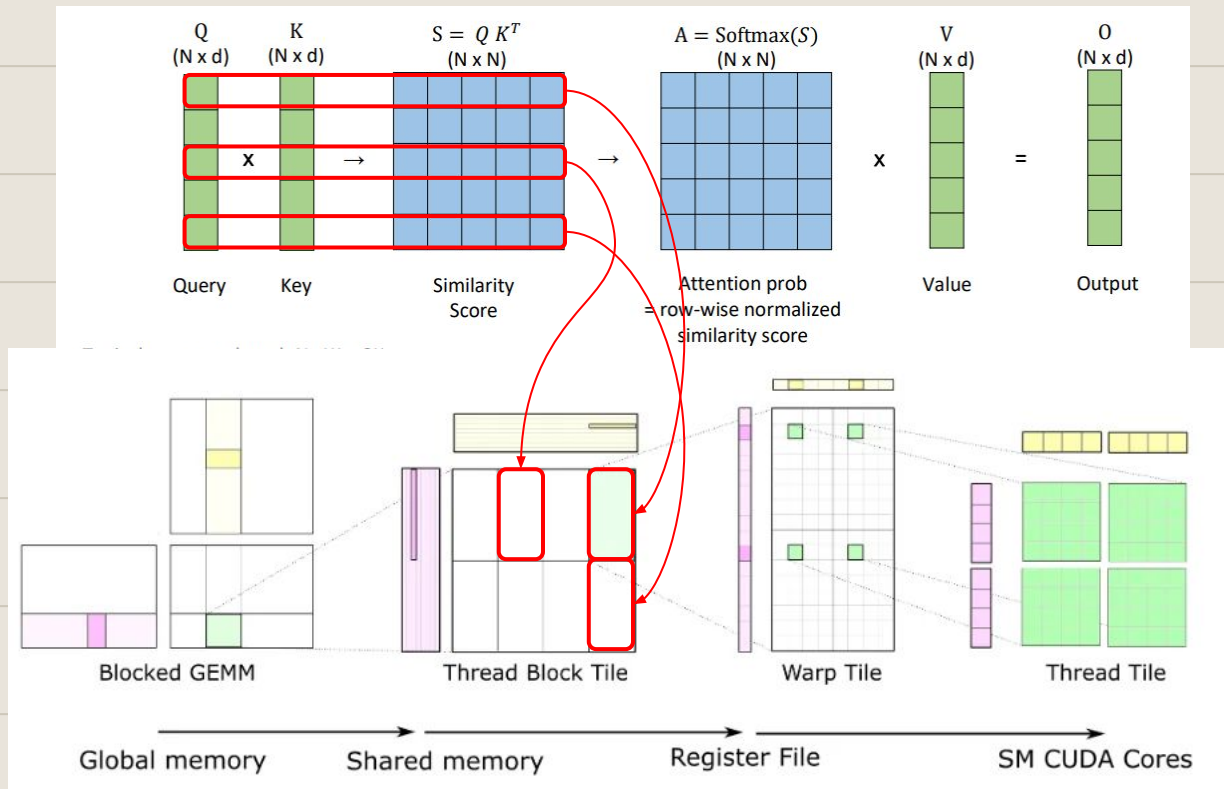 Q
(N x d)
K
(N x d)
S = Q K^T
(N x N)
A = Softmax(S)
(N x N)
V
(N x d)
O
(N x d)
x
→
→
x
=
Query
Key
Similarity
Score
Attention prob
= row-wise normalized
similarity score
Value
Output
Blocked GEMM
Thread Block Tile
Warp Tile
Thread Tile
Global memory
Shared memory
Register File
SM CUDA Cores